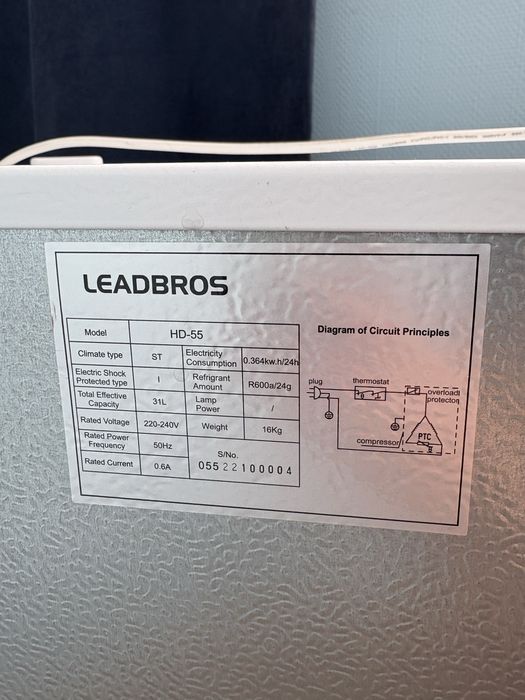 LEADBROS
Model HD-55
Climate type ST Electricity Consumption 0.364kw.h/24h
Electric Shock Protected type I Refrigrant Amount R600a/24g
Total Effective Capacity 31L Lamp Power /
Rated Voltage 220-240V Weight 16Kg
Rated Power Frequency 50Hz S/No.
Rated Current 0.6A 05522100004
Diagram of Circuit Principles
plug
thermostat
overload
protector
compressor
PTC